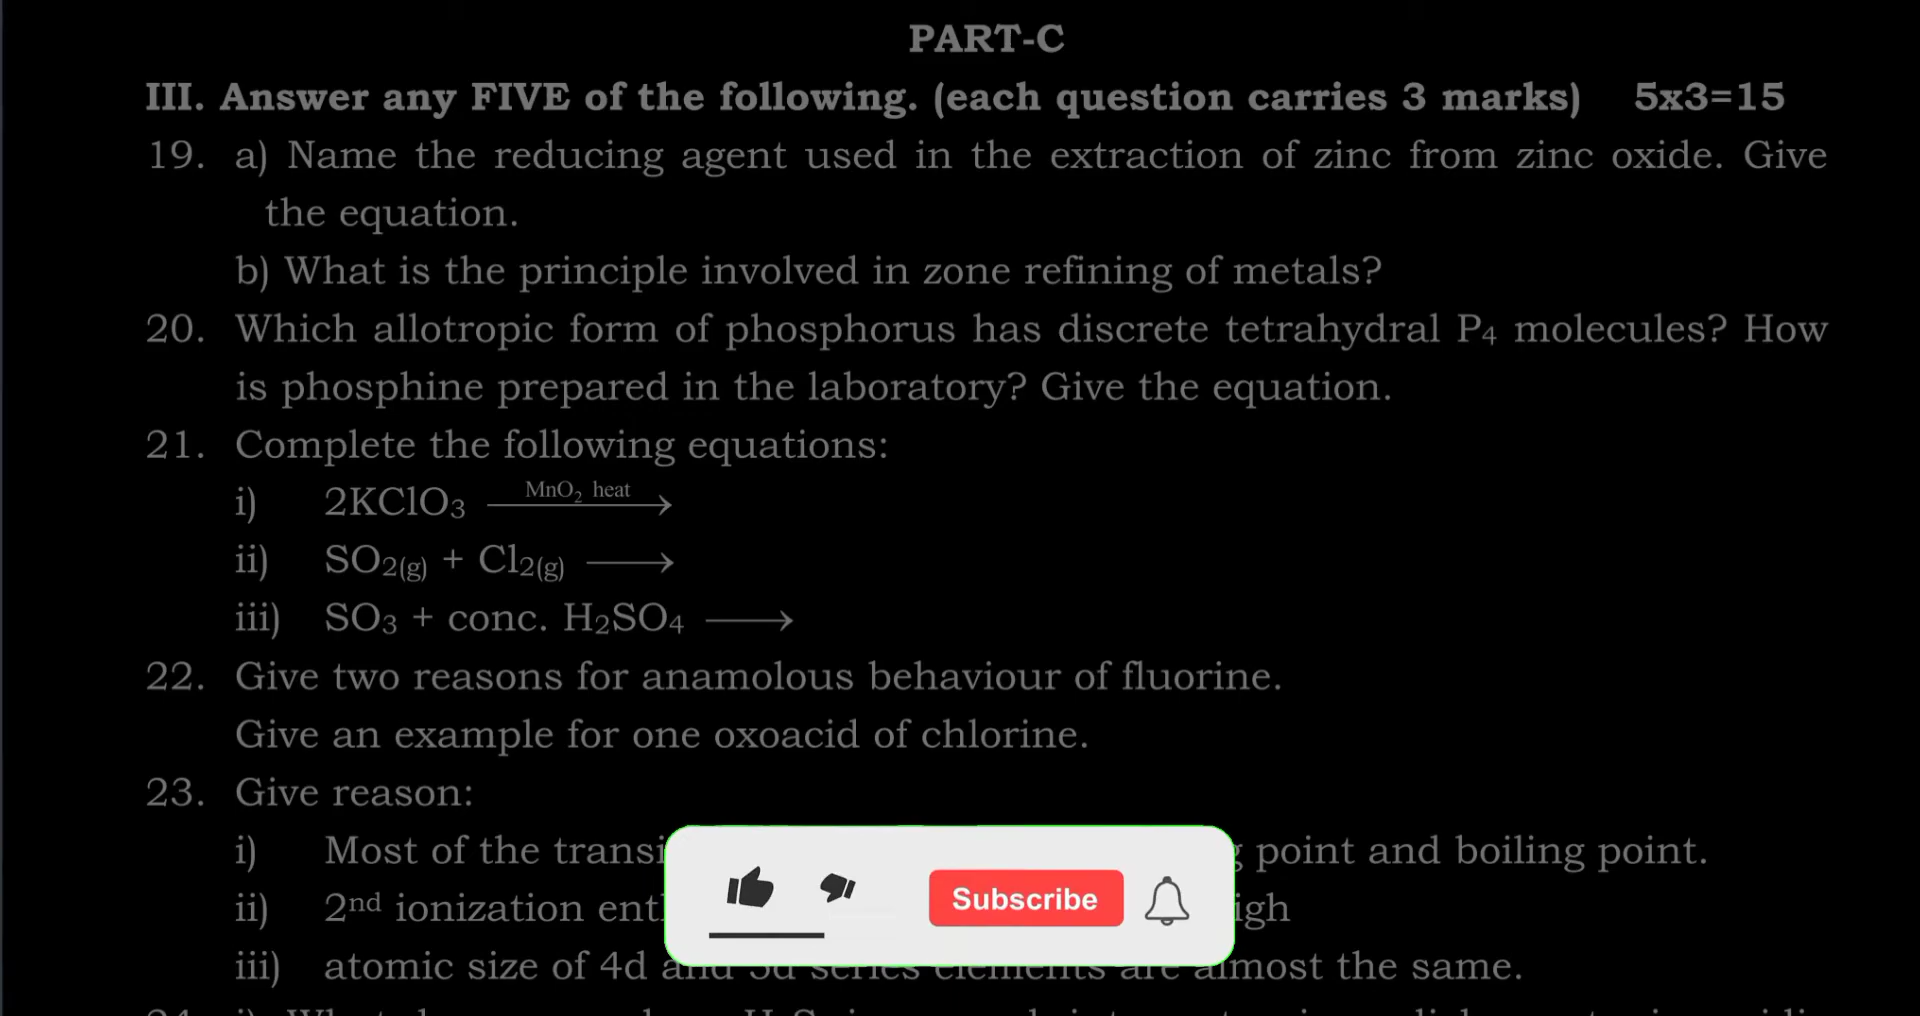 PART-C
III. Answer any FIVE of the following. (each question carries 3 marks) 5x3=15
19. a) Name the reducing agent used in the extraction of zinc from zinc oxide. Give
the equation.
b) What is the principle involved in zone refining of metals?
20. Which allotropic form of phosphorus has discrete tetrahydral P₄ molecules? How
is phosphine prepared in the laboratory? Give the equation.
21. Complete the following equations:
i) 2KClO₃ MnO₂ heat ⟶
ii) SO₂(g) + Cl₂(g) ⟶
iii) SO₃ + conc. H₂SO₄ ⟶
22. Give two reasons for anamolous behaviour of fluorine.
Give an example for one oxoacid of chlorine.
23. Give reason:
i) Most of the point and boiling point.
ii) 2nd ionization
Subscribe
iii) atomic size of 4d and 5d series elements are almost the same.